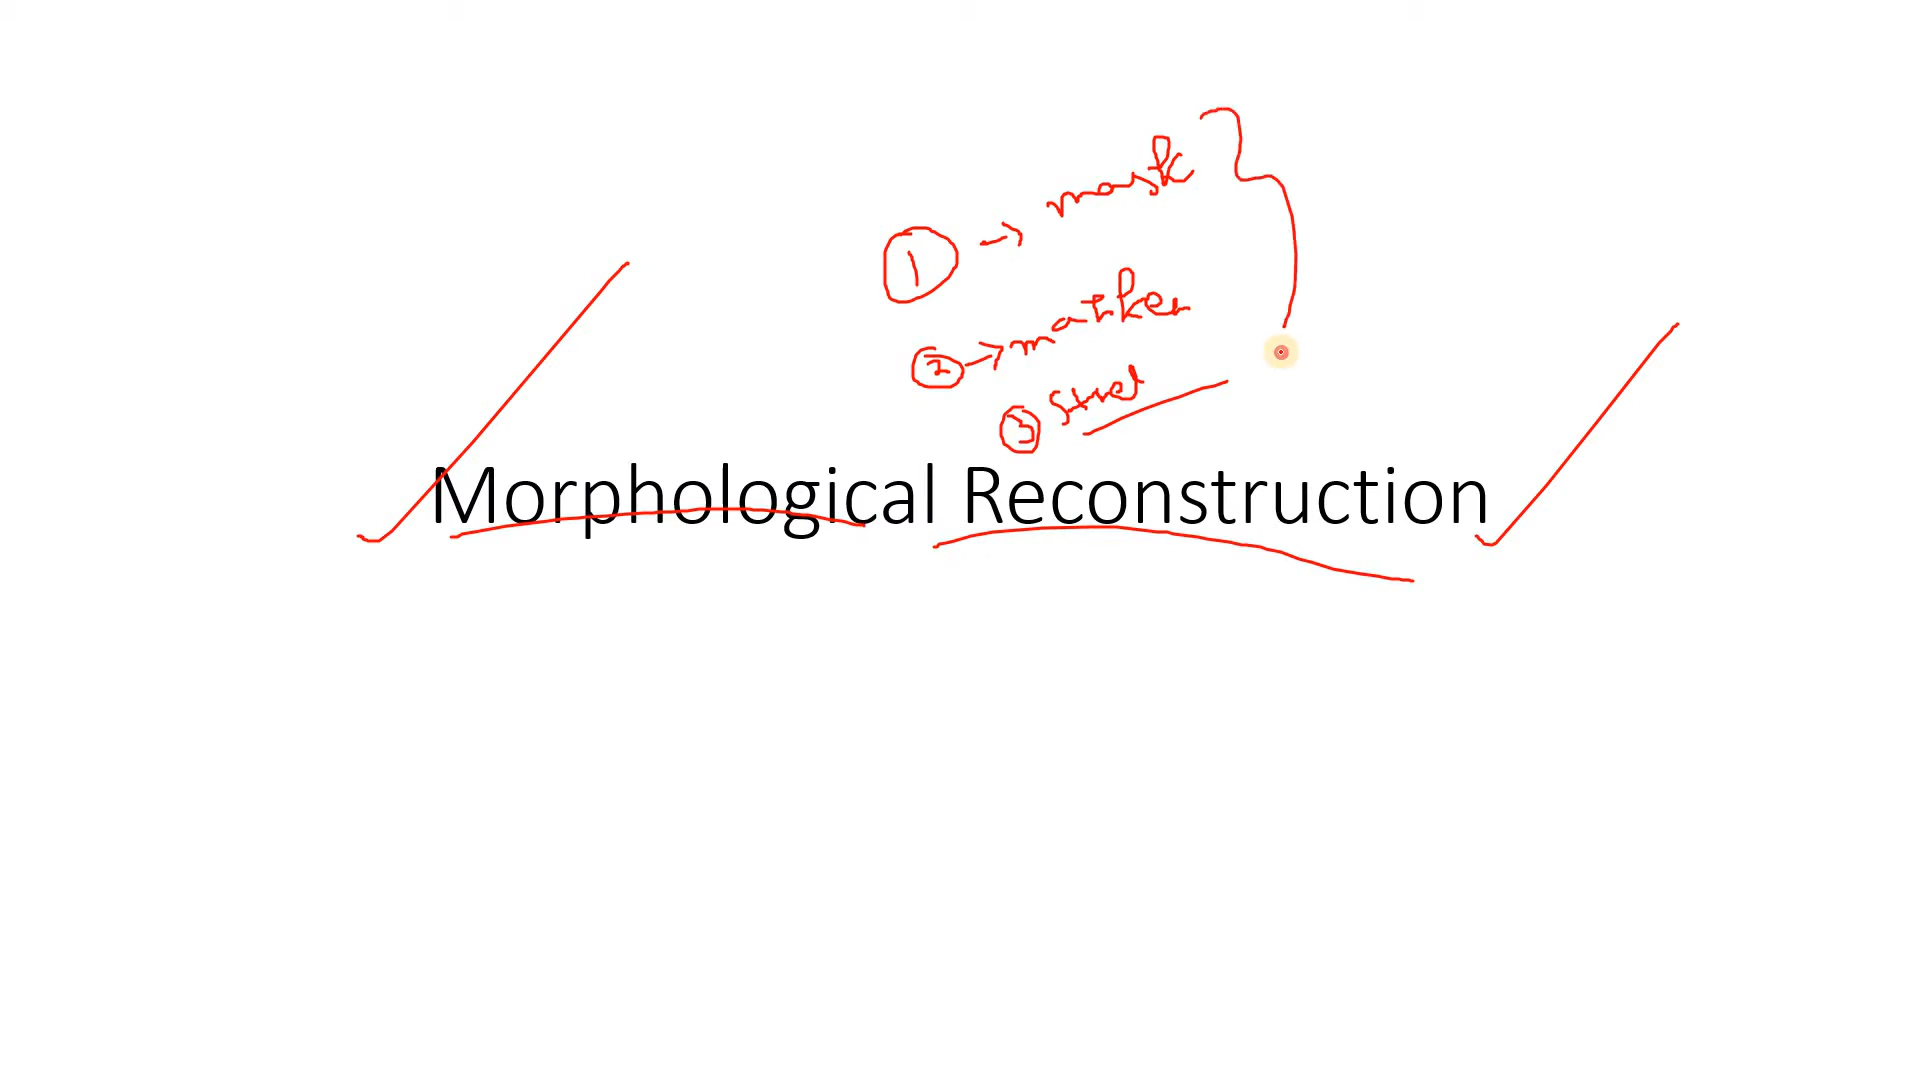 1 → mask
2 → marker
3 strel
Morphological Reconstruction